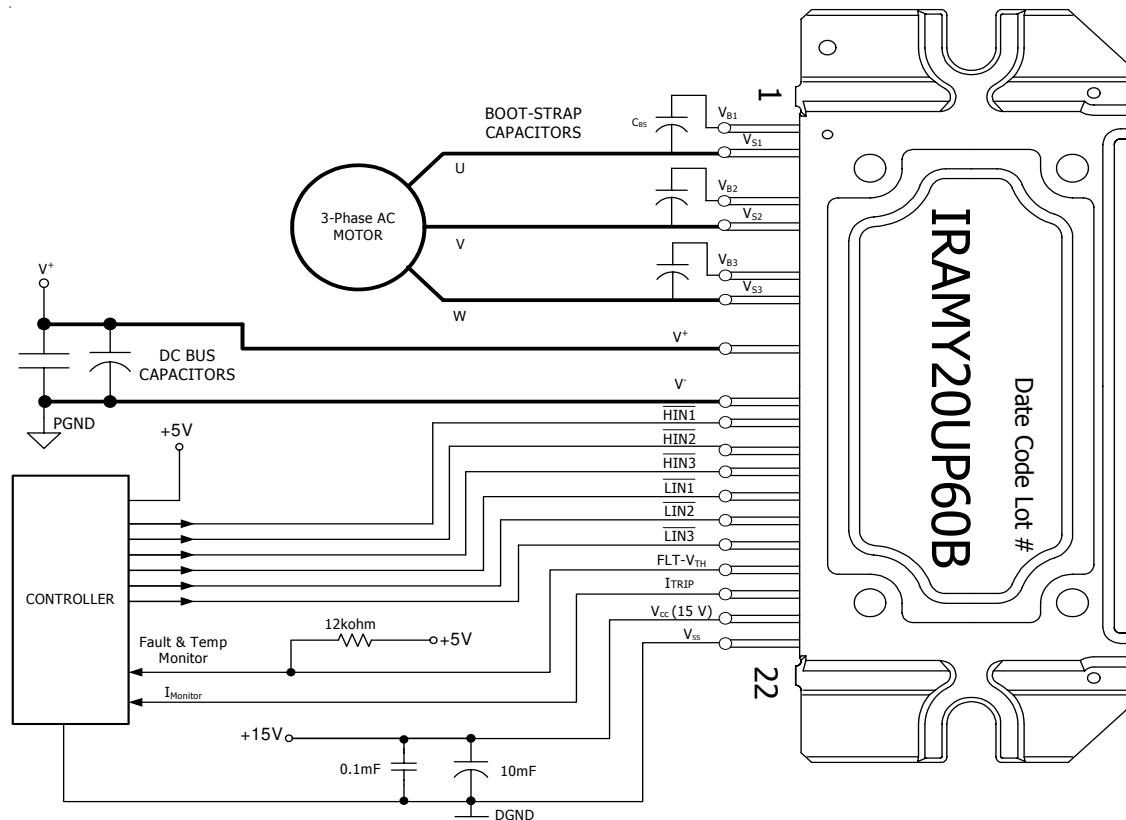 1
BOOT-STRAP
CAPACITORS
CBS
VB1
VS1
U
VB2
3-Phase AC
MOTOR
VS2
V
VB3
VS3
W
V+
V+
DC BUS
CAPACITORS
V-
PGND
+5V
HIN1
HIN2
HIN3
LIN1
LIN2
LIN3
FLT-VTH
ITRIP
VCC (15 V)
VSS
CONTROLLER
12kohm
+5V
Fault & Temp
Monitor
IMonitor
22
+15V
0.1mF
10mF
DGND
IRAMY20UP60B
Date Code Lot #